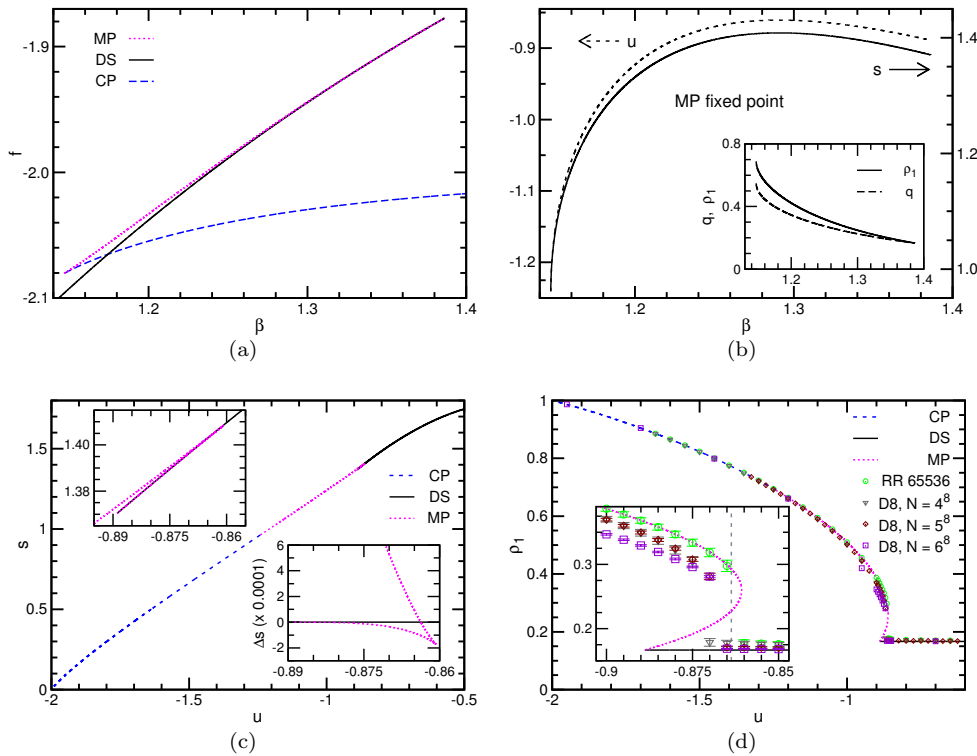 -1.9
-2.0
-2.1
f
MP
DS
CP
1.2
1.3
1.4
β
(a)
-0.9
-1.0
-1.1
-1.2
u
s
MP fixed point
1.4
1.2
1.0
0.8
0.4
0
q, ρ1
ρ1
q
1.2
1.3
1.4
1.2
1.3
1.4
β
(b)
1.5
1
0.5
0
s
1.40
1.38
-0.89
-0.875
-0.86
CP
DS
MP
Δs (x 0.0001)
4
2
0
-2
-0.89
-0.875
-0.86
-2
-1.5
-1
-0.5
u
(c)
1
0.8
0.6
0.4
0.2
0
ρ1
CP
DS
MP
RR 65536
D8, N = 4^8
D8, N = 5^8
D8, N = 6^8
0.3
0.2
-0.9
-0.875
-0.85
-2
-1.5
-1
u
(d)